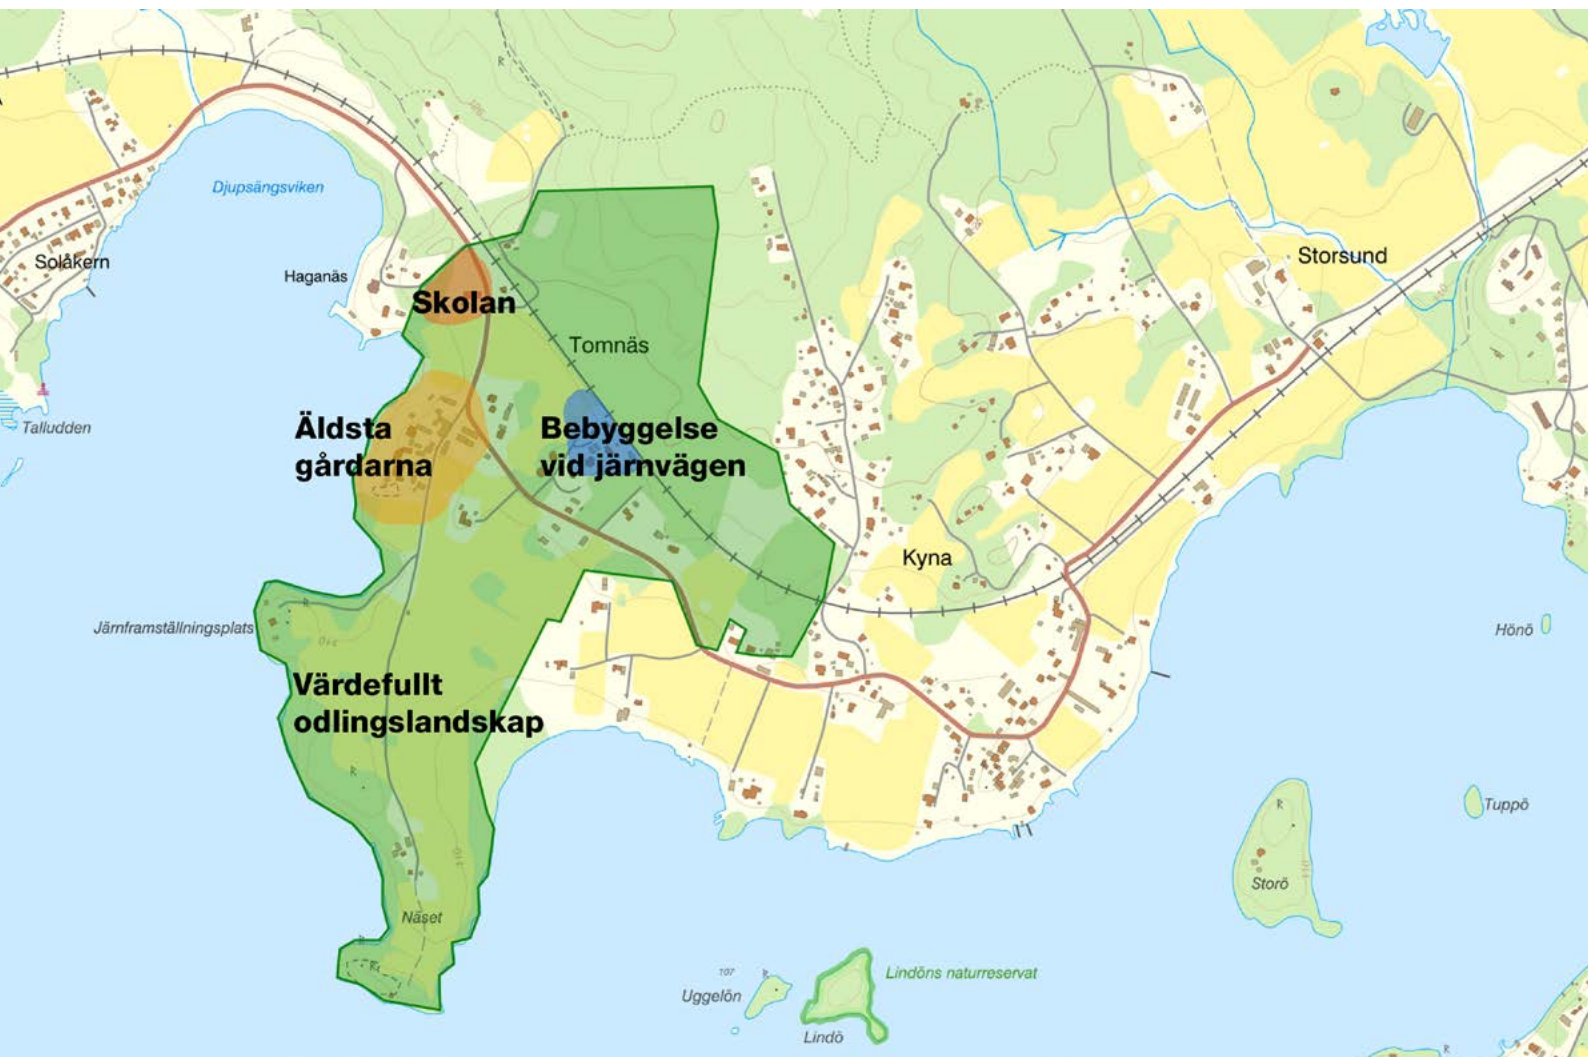 Djupsängsviken
Solåkern
Haganäs
Storsund
Skolan
Tomnäs
Talludden
Äldsta
gårdarna
Bebyggelse
vid järnvägen
Kyna
Järnframställningsplats
Hönö
Värdefullt
odlingslandskap
Tuppö
Storö
Näset
107
R
Lindöns naturreservat
Uggelön
Lindö